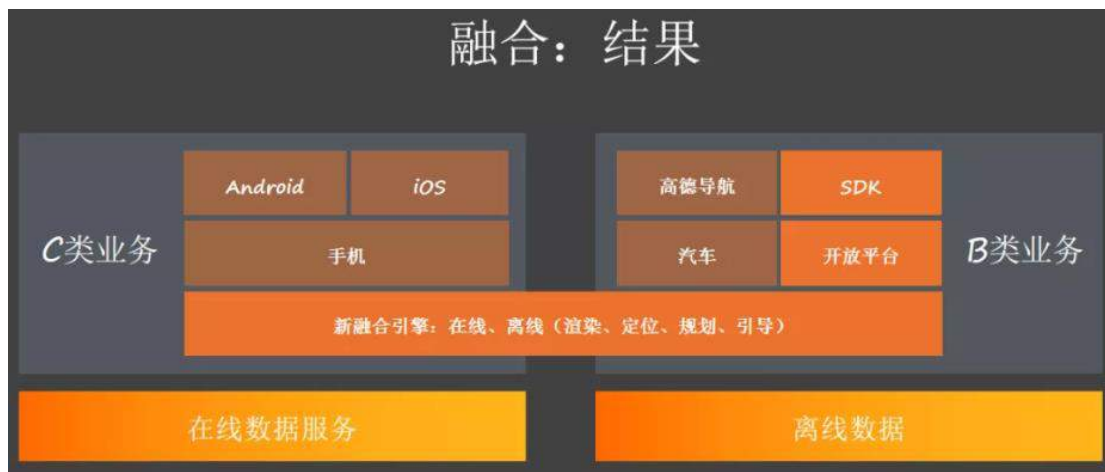 融合：结果
C类业务
Android
iOS
手机
高德导航
SDK
汽车
开放平台
B类业务
新融合引擎：在线、离线（渲染、定位、规划、引导）
在线数据服务
离线数据